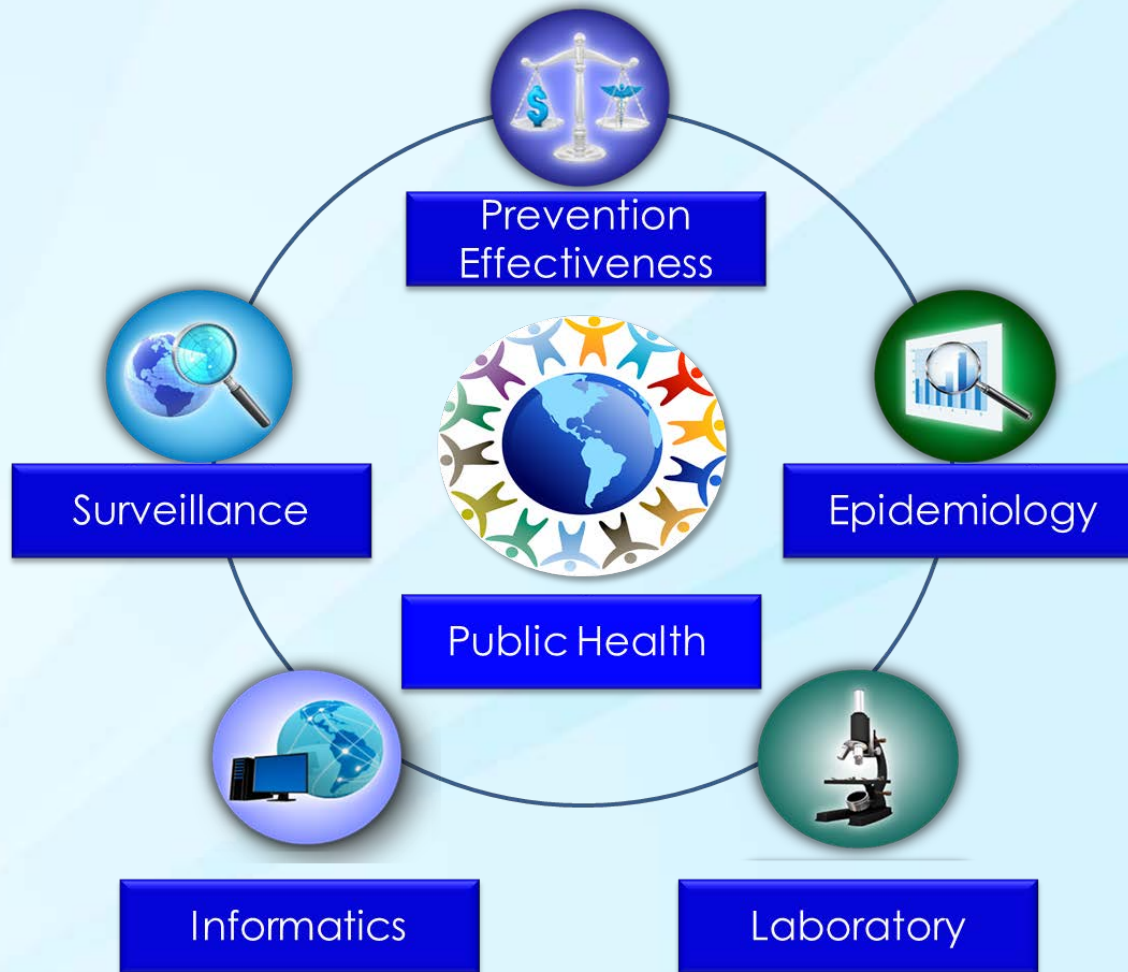 Prevention
Effectiveness
Surveillance
Epidemiology
Public Health
Informatics
Laboratory